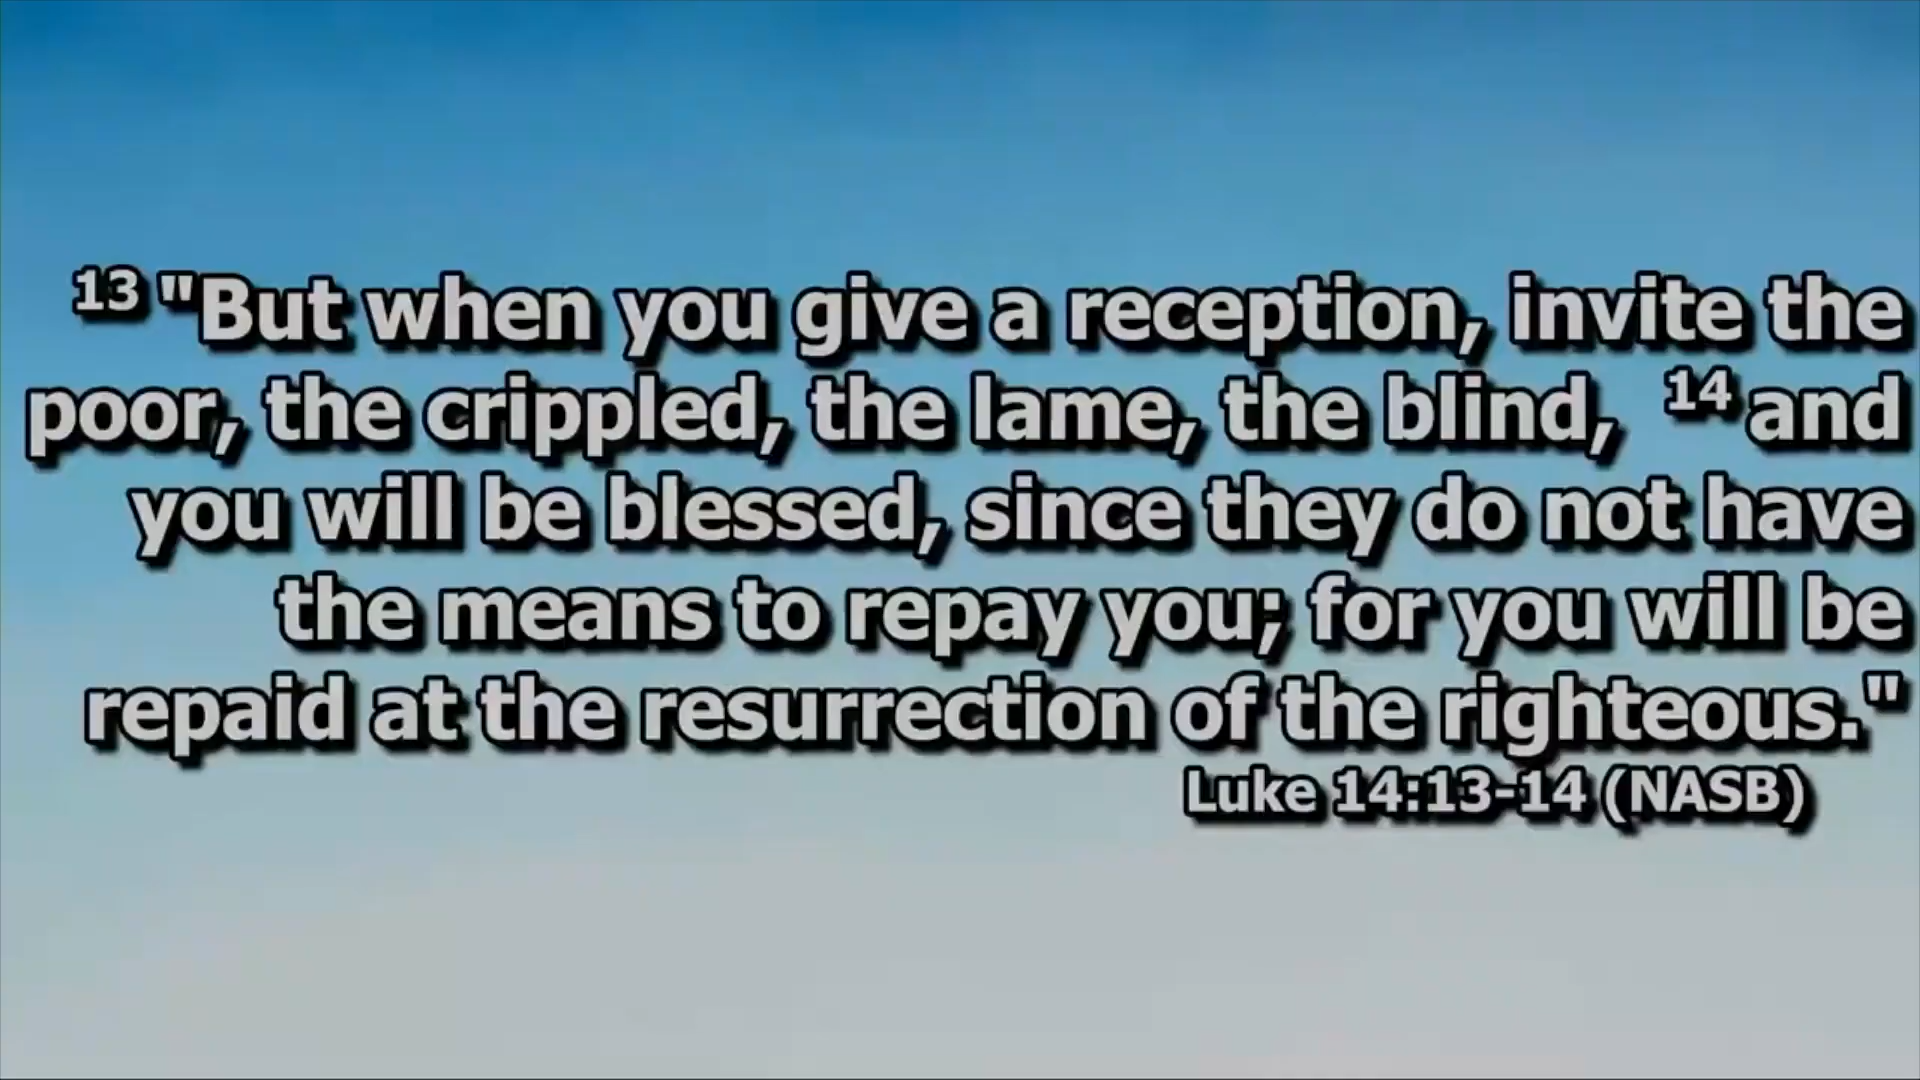 13 "But when you give a reception, invite the
poor, the crippled, the lame, the blind, 14 and
you will be blessed, since they do not have
the means to repay you; for you will be
repaid at the resurrection of the righteous."
Luke 14:13-14 (NASB)